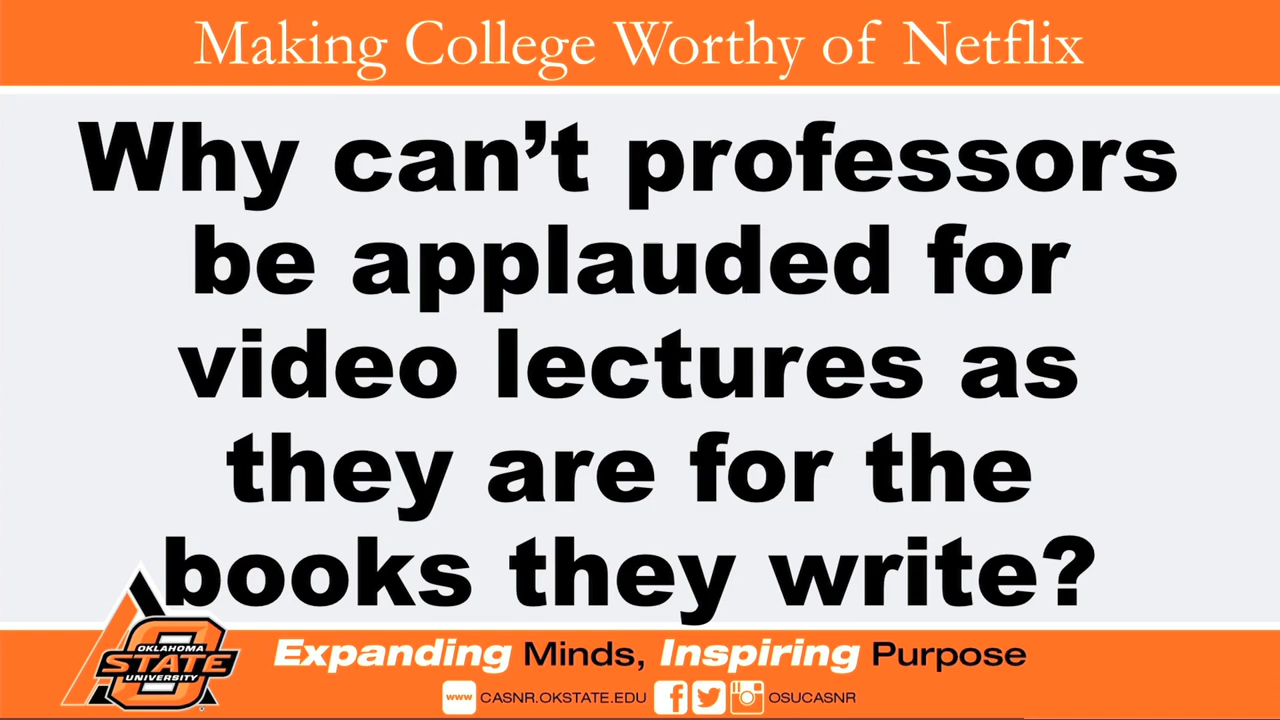 Making College Worthy of Netflix
Why can’t professors
be applauded for
video lectures as
they are for the
books they write?
OKLAHOMA
STATE
UNIVERSITY
Expanding Minds, Inspiring Purpose
www CASNR.OKSTATE.EDU f OSUCASNR